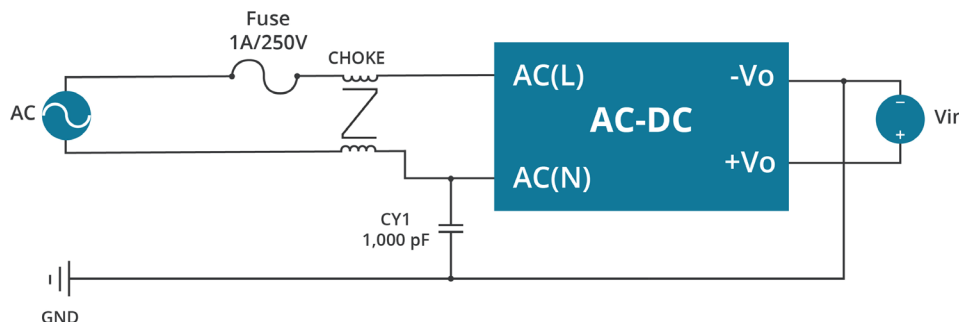 Fuse
1A/250V
CHOKE
AC
AC(L)
-Vo
AC-DC
−
+
Vin
+Vo
AC(N)
CY1
1,000 pF
GND